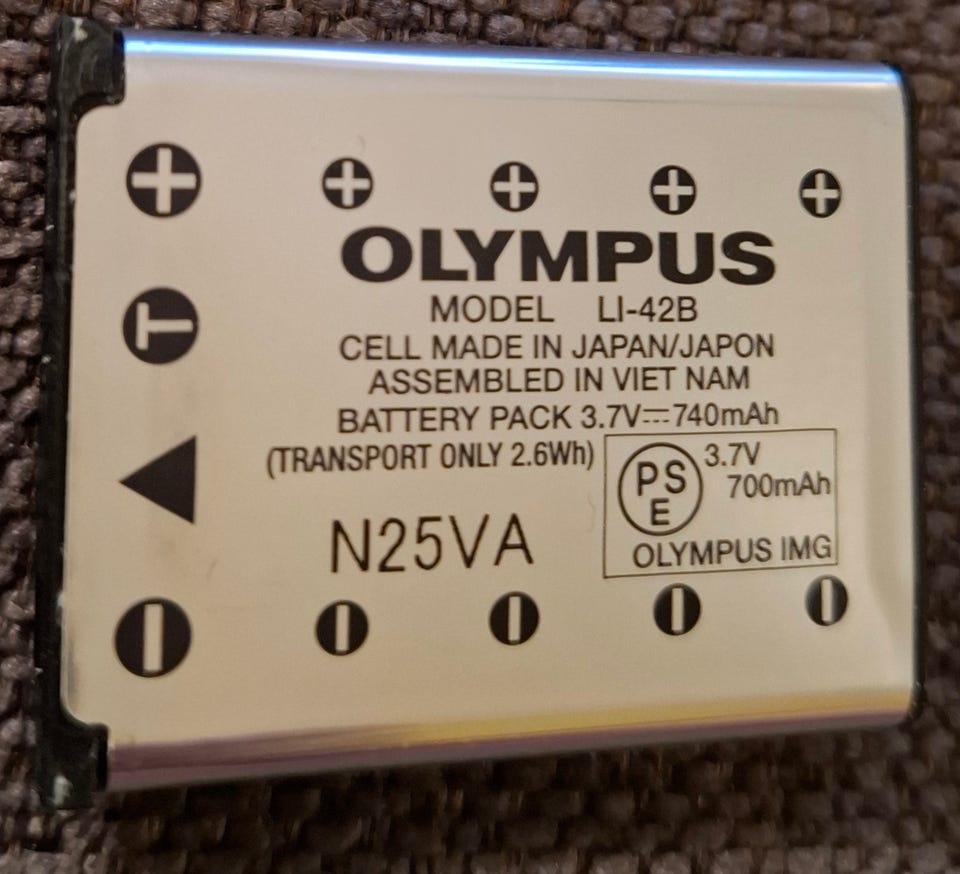 OLYMPUS
MODEL LI-42B
CELL MADE IN JAPAN/JAPON
ASSEMBLED IN VIET NAM
BATTERY PACK 3.7V⎓740mAh
(TRANSPORT ONLY 2.6Wh)
PS
E
3.7V
700mAh
OLYMPUS IMG
N25VA
T